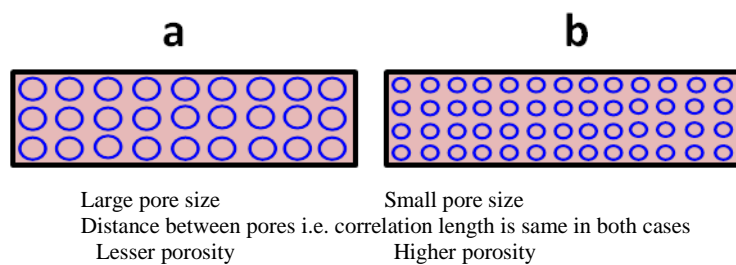 a b
Large pore size Small pore size
Distance between pores i.e. correlation length is same in both cases
Lesser porosity Higher porosity